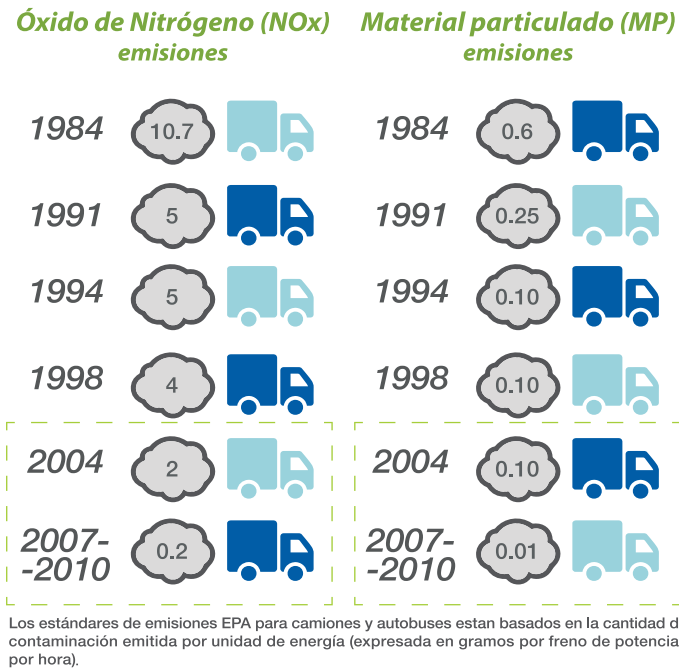 Óxido de Nitrógeno (NOx)
emisiones
1984 10.7
1991 5
1994 5
1998 4
2004 2
2007-
-2010 0.2
Material particulado (MP)
emisiones
1984 0.6
1991 0.25
1994 0.10
1998 0.10
2004 0.10
2007-
-2010 0.01
Los estándares de emisiones EPA para camiones y autobuses estan basados en la cantidad d
contaminación emitida por unidad de energía (expresada en gramos por freno de potencia
por hora).